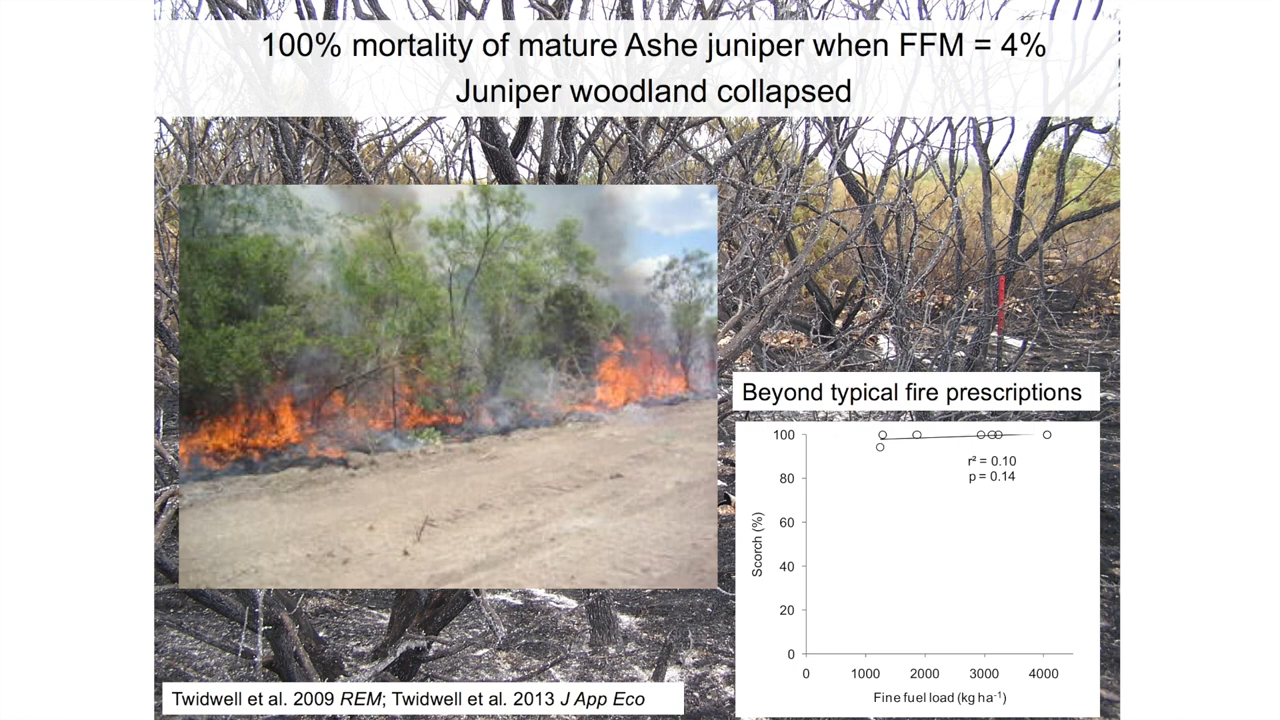 100% mortality of mature Ashe juniper when FFM = 4%
Juniper woodland collapsed
Beyond typical fire prescriptions
100
80
60
40
20
0
Scorch (%)
r² = 0.10
p = 0.14
0 1000 2000 3000 4000
Fine fuel load (kg ha⁻¹)
Twidwell et al. 2009 REM; Twidwell et al. 2013 J App Eco